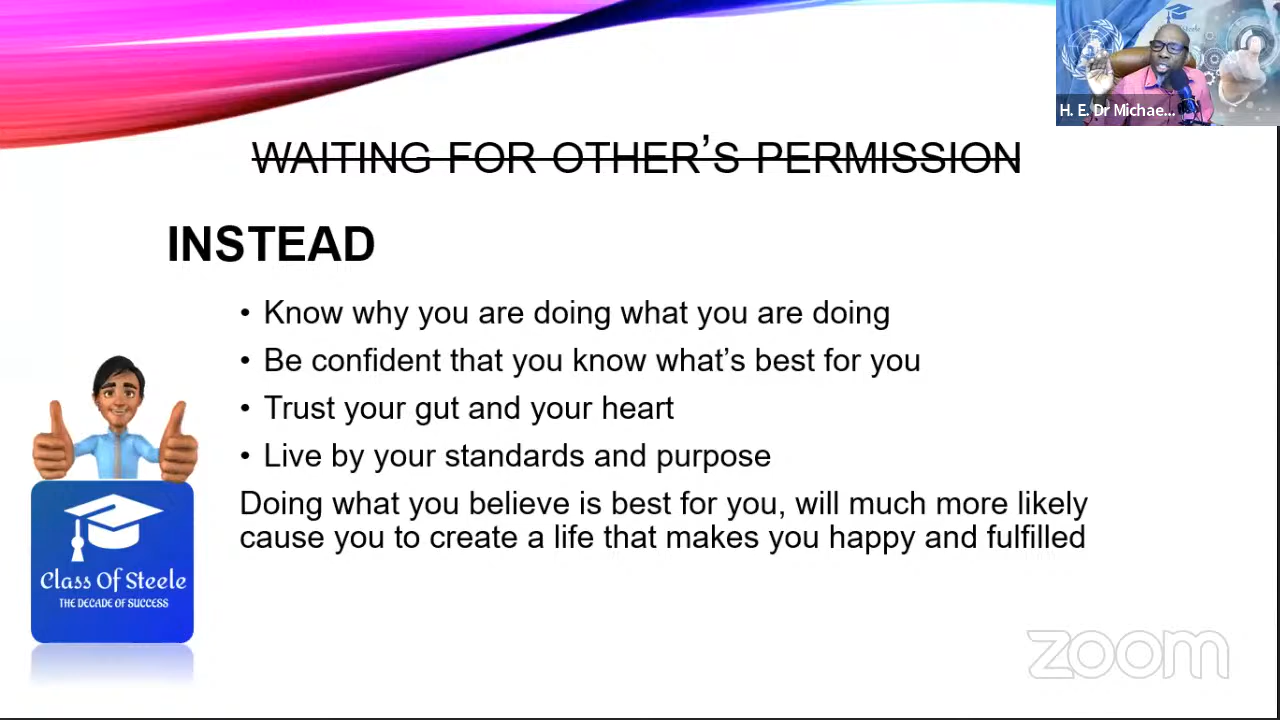 H. E. Dr Michae...
WAITING FOR OTHER’S PERMISSION
INSTEAD
• Know why you are doing what you are doing
• Be confident that you know what’s best for you
• Trust your gut and your heart
• Live by your standards and purpose
Doing what you believe is best for you, will much more likely
cause you to create a life that makes you happy and fulfilled
Class Of Steele
THE DECADE OF SUCCESS
zoom